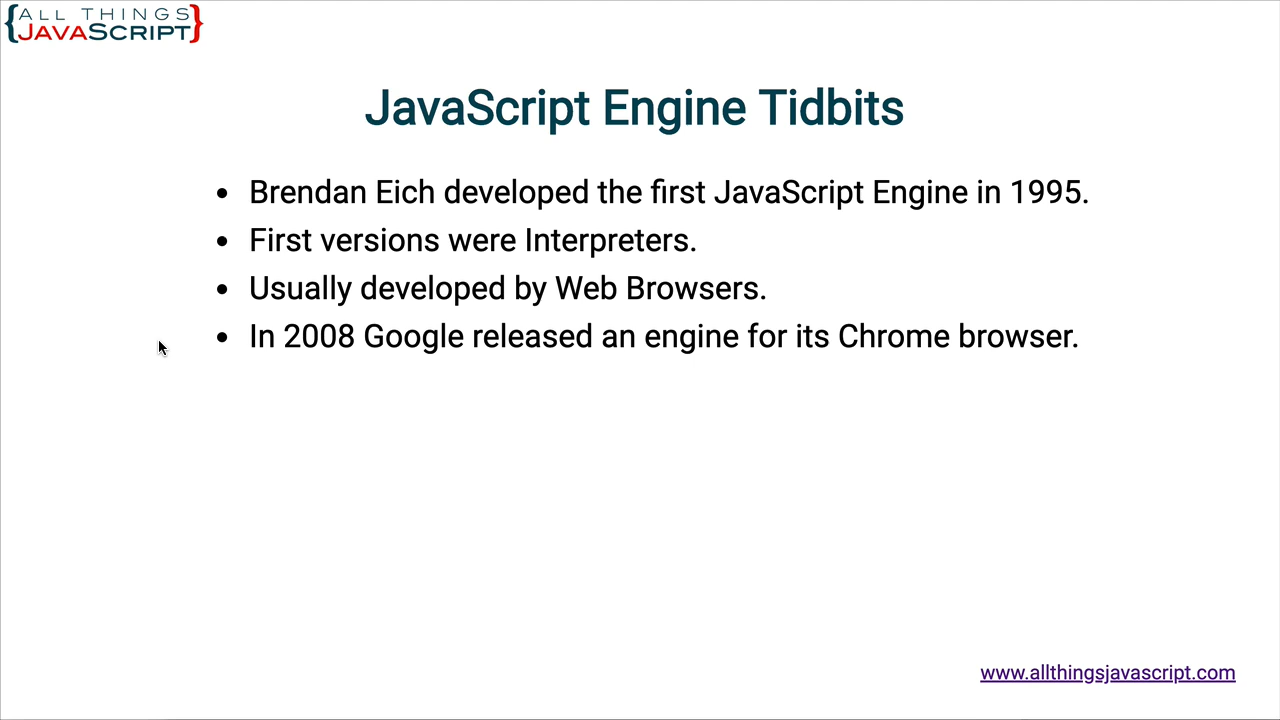 {ALL THINGS
JAVASCRIPT}
JavaScript Engine Tidbits
• Brendan Eich developed the first JavaScript Engine in 1995.
• First versions were Interpreters.
• Usually developed by Web Browsers.
• In 2008 Google released an engine for its Chrome browser.
www.allthingsjavascript.com